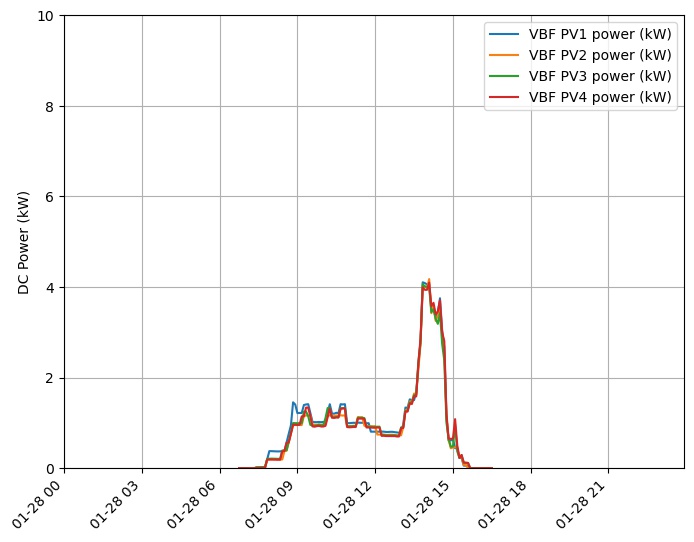 10
8
6
4
2
0
DC Power (kW)
VBF PV1 power (kW)
VBF PV2 power (kW)
VBF PV3 power (kW)
VBF PV4 power (kW)
01-28 00
01-28 03
01-28 06
01-28 09
01-28 12
01-28 15
01-28 18
01-28 21